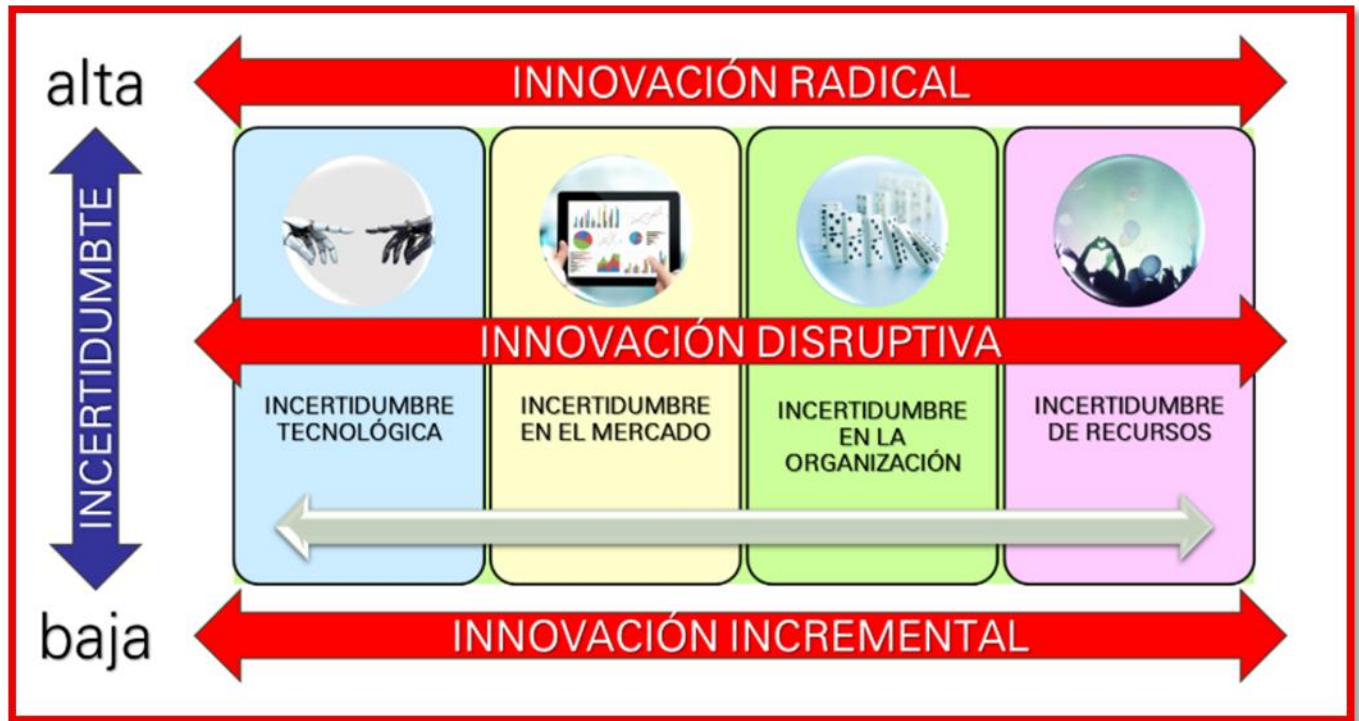 alta
INNOVACIÓN RADICAL
INCERTIDUMBTE
INNOVACIÓN DISRUPTIVA
INCERTIDUMBRE
TECNOLÓGICA
INCERTIDUMBRE
EN EL MERCADO
INCERTIDUMBRE
EN LA
ORGANIZACIÓN
INCERTIDUMBRE
DE RECURSOS
baja
INNOVACIÓN INCREMENTAL